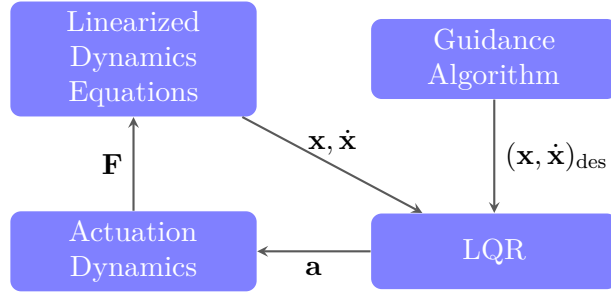 Linearized
Dynamics
Equations
Guidance
Algorithm
x, ẋ
(x, ẋ)des
F
Actuation
Dynamics
a
LQR